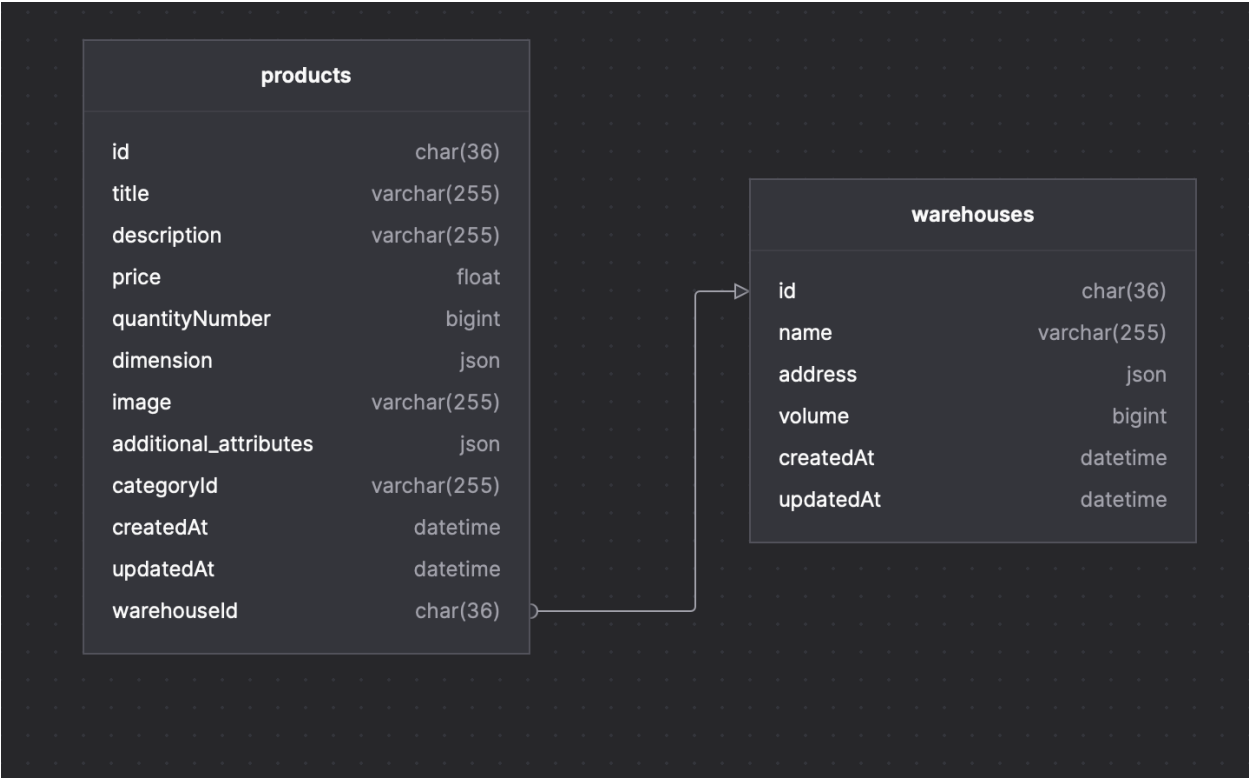 products
id char(36)
title varchar(255)
description varchar(255)
price float
quantityNumber bigint
dimension json
image varchar(255)
additional_attributes json
categoryId varchar(255)
createdAt datetime
updatedAt datetime
warehouseId char(36)
warehouses
id char(36)
name varchar(255)
address json
volume bigint
createdAt datetime
updatedAt datetime